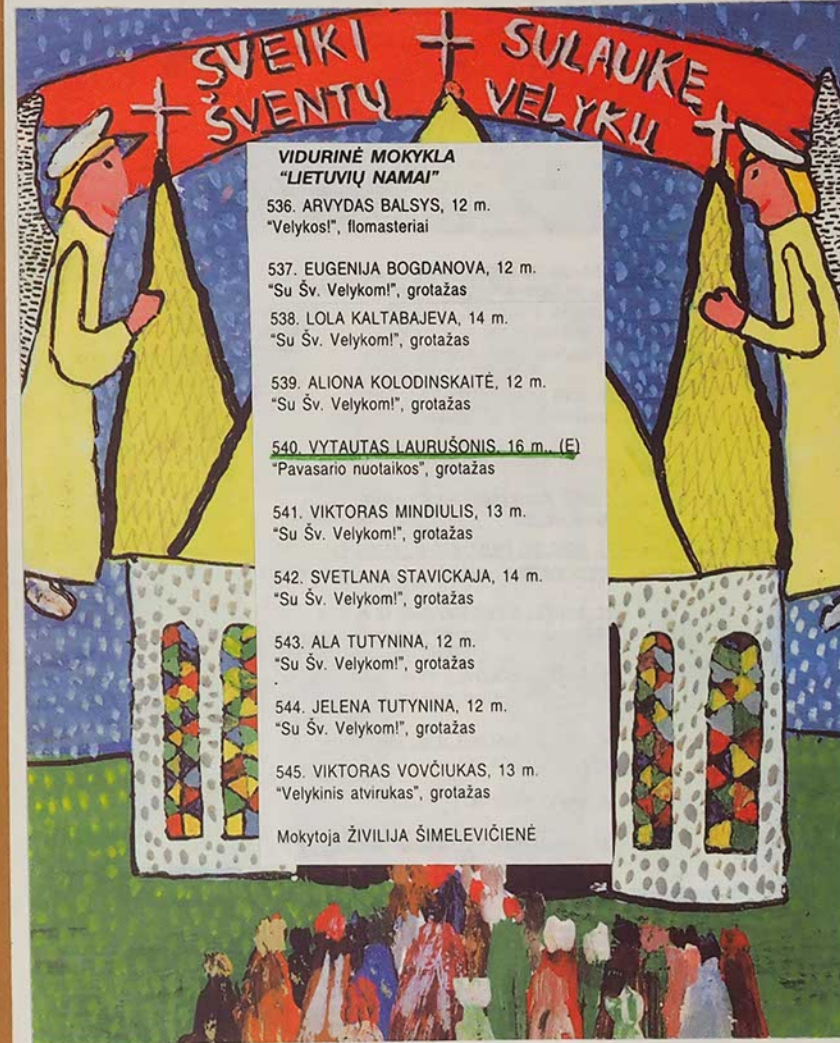 SVEIKI SULAUKĘ
ŠVENTŲ VELYKŲ
VIDURINĖ MOKYKLA
"LIETUVIŲ NAMAI"
536. ARVYDAS BALSYS, 12 m.
"Velykos!", flomasteriai
537. EUGENIJA BOGDANOVA, 12 m.
"Su Šv. Velykom!", grotažas
538. LOLA KALTABAJEVA, 14 m.
"Su Šv. Velykom!", grotažas
539. ALIONA KOLODINSKAITĖ, 12 m.
"Su Šv. Velykom!", grotažas
540. VYTAUTAS LAURUŠONIS, 16 m., (E)
"Pavasario nuotaikos", grotažas
541. VIKTORAS MINDIULIS, 13 m.
"Su Šv. Velykom!", grotažas
542. SVETLANA STAVICKAJA, 14 m.
"Su Šv. Velykom!", grotažas
543. ALA TUTYNINA, 12 m.
"Su Šv. Velykom!", grotažas
544. JELENA TUTYNINA, 12 m.
"Su Šv. Velykom!", grotažas
545. VIKTORAS VOVČIUKAS, 13 m.
"Velykinis atvirukas", grotažas
Mokytoja ŽIVILIJA ŠIMELEVIČIENĖ